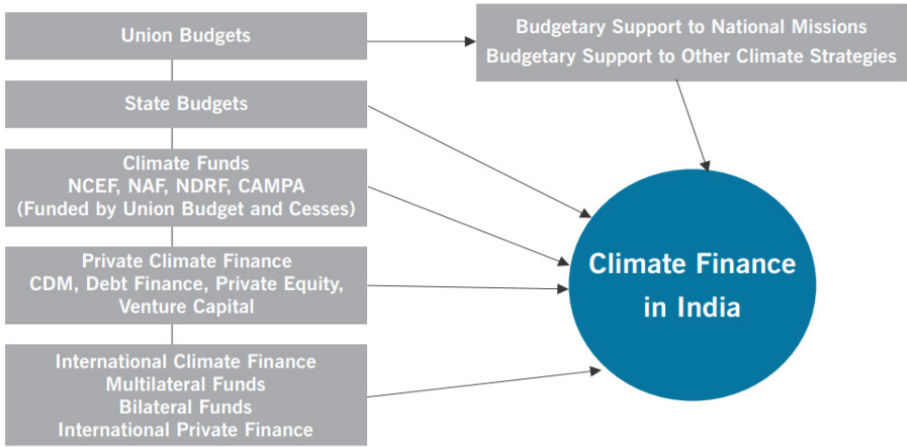 Union Budgets
Budgetary Support to National Missions
Budgetary Support to Other Climate Strategies
State Budgets
Climate Funds
NCEF, NAF, NDRF, CAMPA
(Funded by Union Budget and Cesses)
Private Climate Finance
CDM, Debt Finance, Private Equity,
Venture Capital
International Climate Finance
Multilateral Funds
Bilateral Funds
International Private Finance
Climate Finance
in India